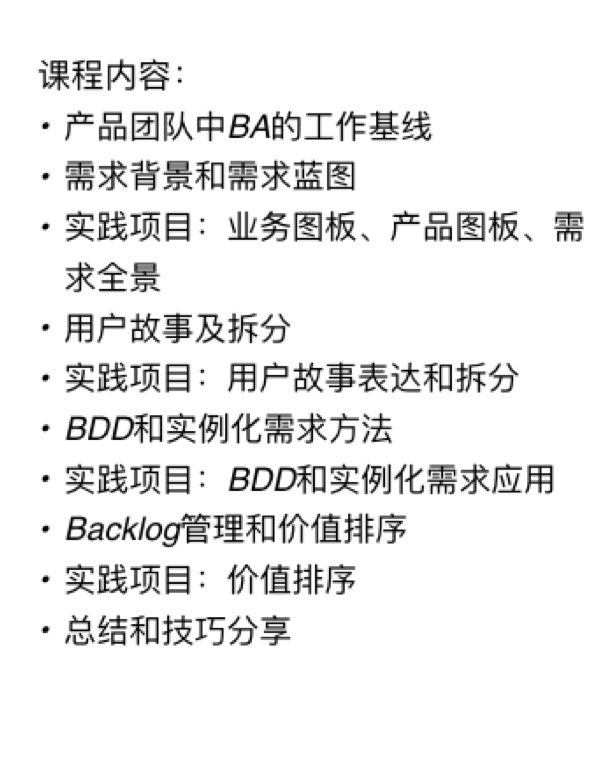 课程内容：
• 产品团队中BA的工作基线
• 需求背景和需求蓝图
• 实践项目：业务图板、产品图板、需
求全景
• 用户故事及拆分
• 实践项目：用户故事表达和拆分
• BDD和实例化需求方法
• 实践项目：BDD和实例化需求应用
• Backlog管理和价值排序
• 实践项目：价值排序
• 总结和技巧分享